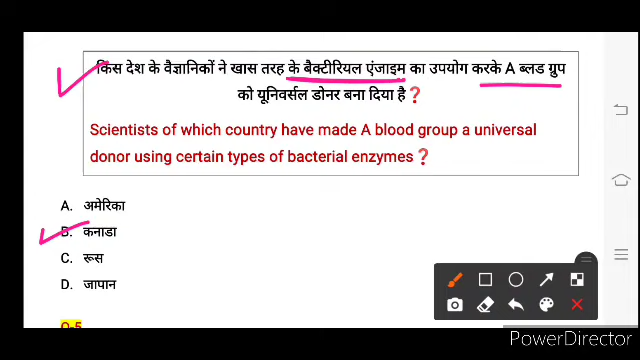 किस देश के वैज्ञानिकों ने खास तरह के बैक्टीरियल एंजाइम का उपयोग करके A ब्लड ग्रुप
को यूनिवर्सल डोनर बना दिया है❓
Scientists of which country have made A blood group a universal
donor using certain types of bacterial enzymes❓
A. अमेरिका
B. कनाडा
C. रूस
D. जापान
Q-5
PowerDirector